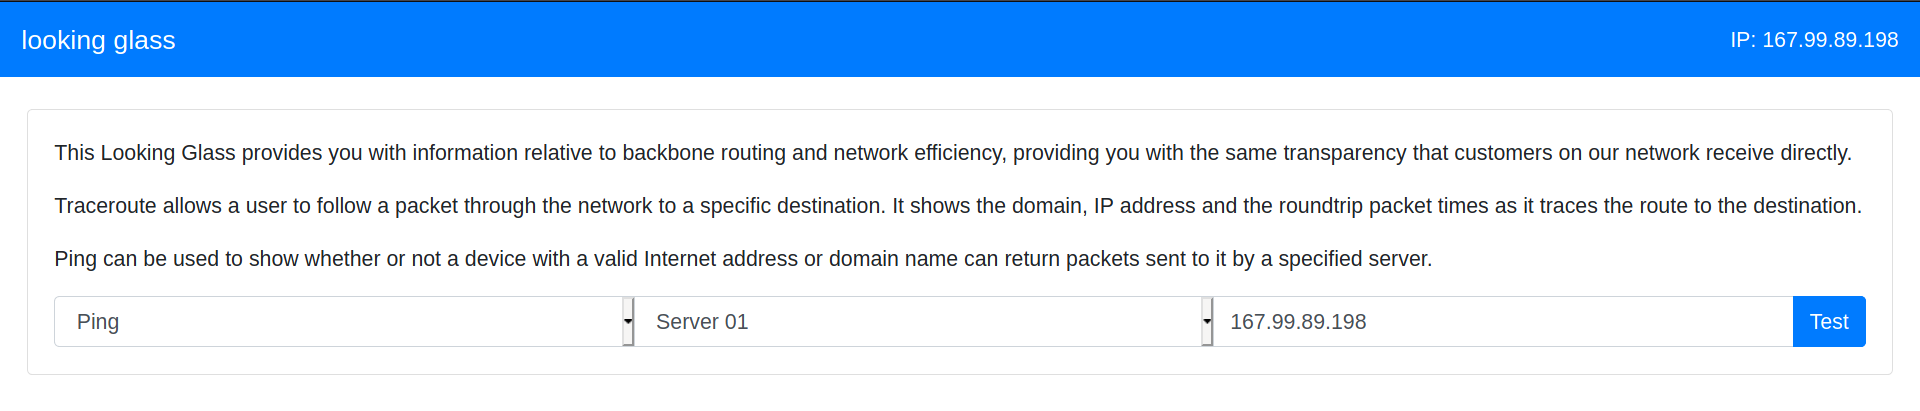 looking glass IP: 167.99.89.198
This Looking Glass provides you with information relative to backbone routing and network efficiency, providing you with the same transparency that customers on our network receive directly.
Traceroute allows a user to follow a packet through the network to a specific destination. It shows the domain, IP address and the roundtrip packet times as it traces the route to the destination.
Ping can be used to show whether or not a device with a valid Internet address or domain name can return packets sent to it by a specified server.
Ping Server 01 167.99.89.198 Test